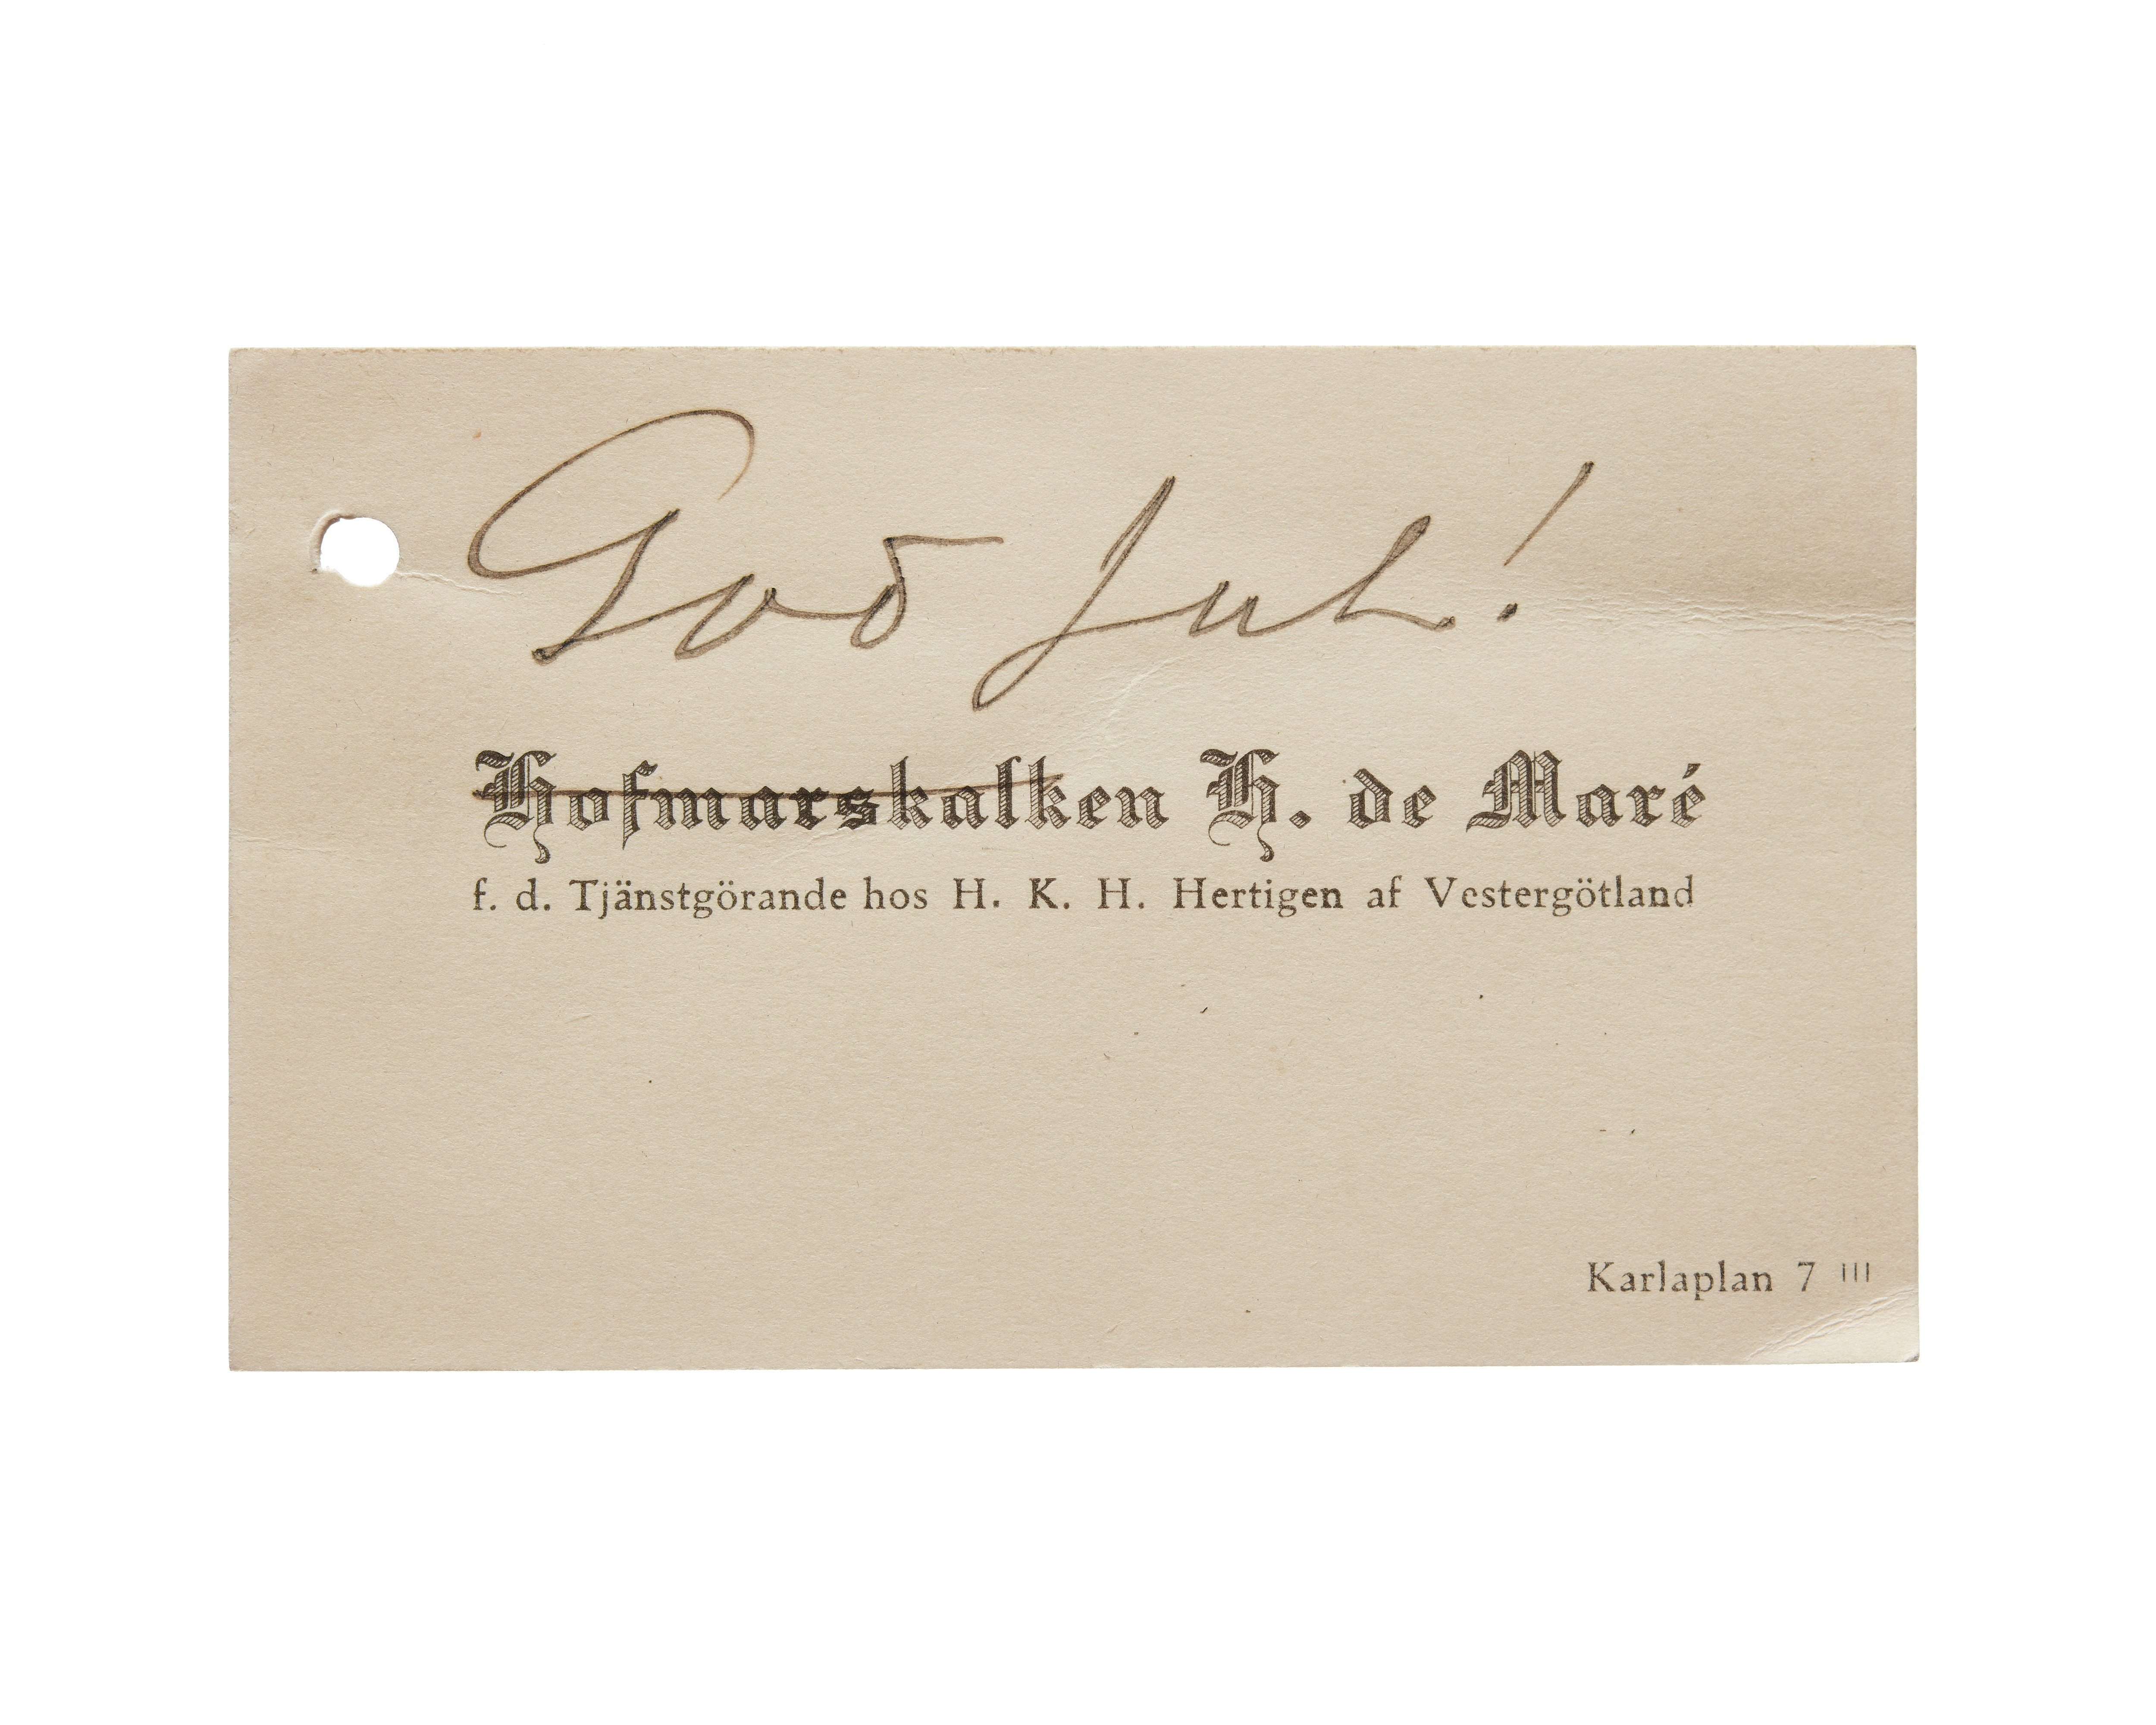 God Jul!
Hofmarskalken H. de Maré
f. d. Tjänstgörande hos H. K. H. Hertigen af Vestergötland
Karlaplan 7 III